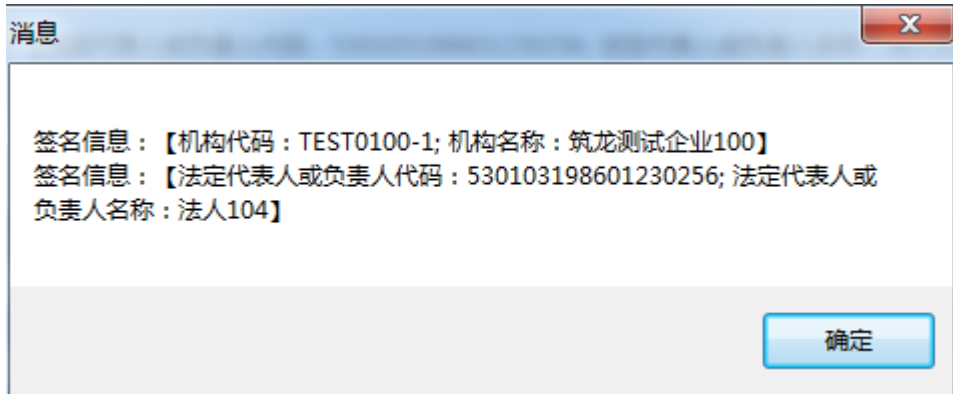 消息
签名信息：【机构代码：TEST0100-1; 机构名称：筑龙测试企业100】
签名信息：【法定代表人或负责人代码：530103198601230256; 法定代表人或
负责人名称：法人104】
确定